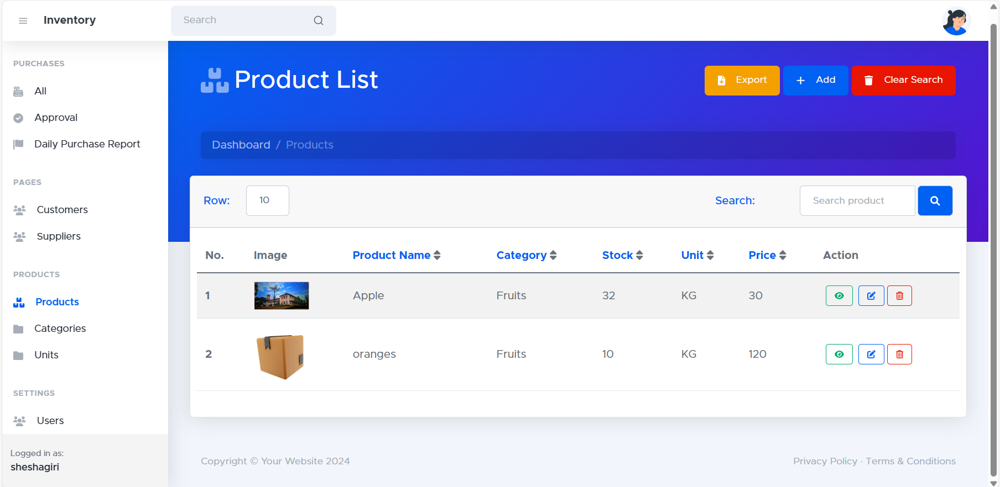 Inventory
Search
PURCHASES
All
Approval
Daily Purchase Report
PAGES
Customers
Suppliers
PRODUCTS
Products
Categories
Units
SETTINGS
Users
Logged in as:
sheshagiri
Product List
Export
Add
Clear Search
Dashboard / Products
Row: 10 Search: Search product
No. Image Product Name Category Stock Unit Price Action
1 Apple Fruits 32 KG 30
2 oranges Fruits 10 KG 120
Copyright © Your Website 2024
Privacy Policy · Terms & Conditions